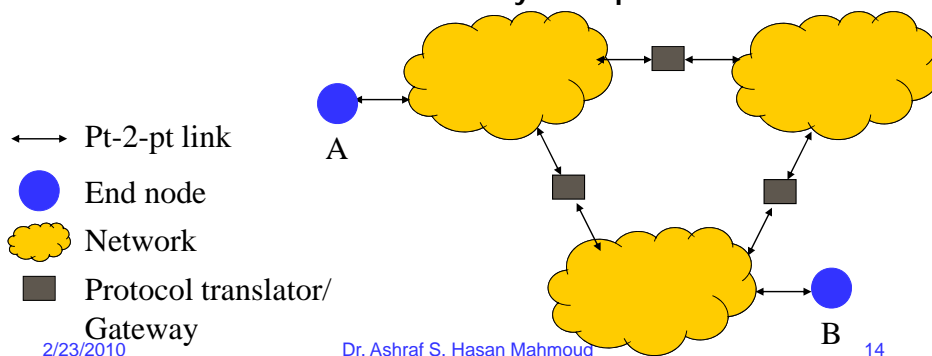 A
Pt-2-pt link
End node
Network
Protocol translator/
Gateway
B
2/23/2010
Dr. Ashraf S. Hasan Mahmoud
14